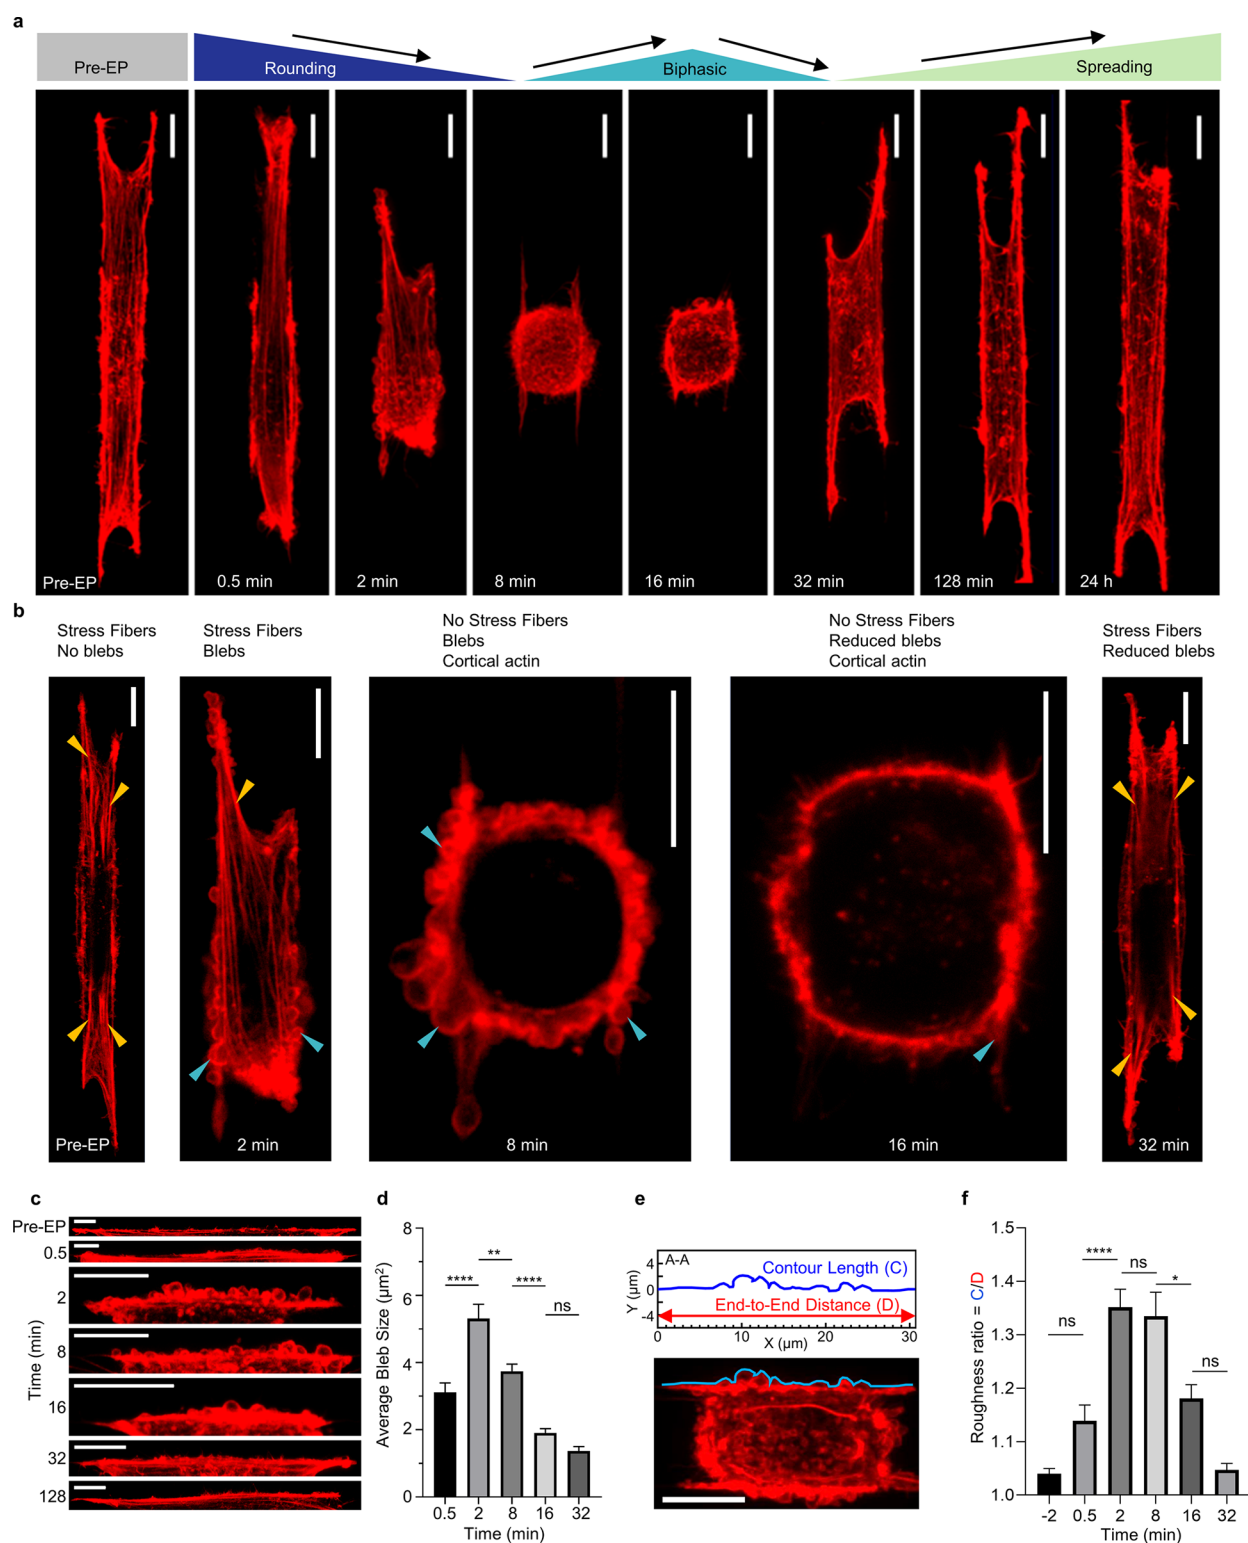 a
Pre-EP
Rounding
Biphasic
Spreading
Pre-EP
0.5 min
2 min
8 min
16 min
32 min
128 min
24 h
b
Stress Fibers
No blebs
Stress Fibers
Blebs
No Stress Fibers
Blebs
Cortical actin
No Stress Fibers
Reduced blebs
Cortical actin
Stress Fibers
Reduced blebs
Pre-EP
2 min
8 min
16 min
32 min
c
Pre-EP
0.5
2
8
16
32
128
Time (min)
d
Average Bleb Size (μm²)
8
6
4
2
0
****
**
****
ns
0.5 2 8 16 32
Time (min)
e
A-A
Contour Length (C)
End-to-End Distance (D)
Y (μm)
4
0
-4
0 10 20 30
X (μm)
f
Roughness ratio = C/D
1.5
1.4
1.3
1.2
1.1
1.0
ns
****
ns
*
ns
-2 0.5 2 8 16 32
Time (min)